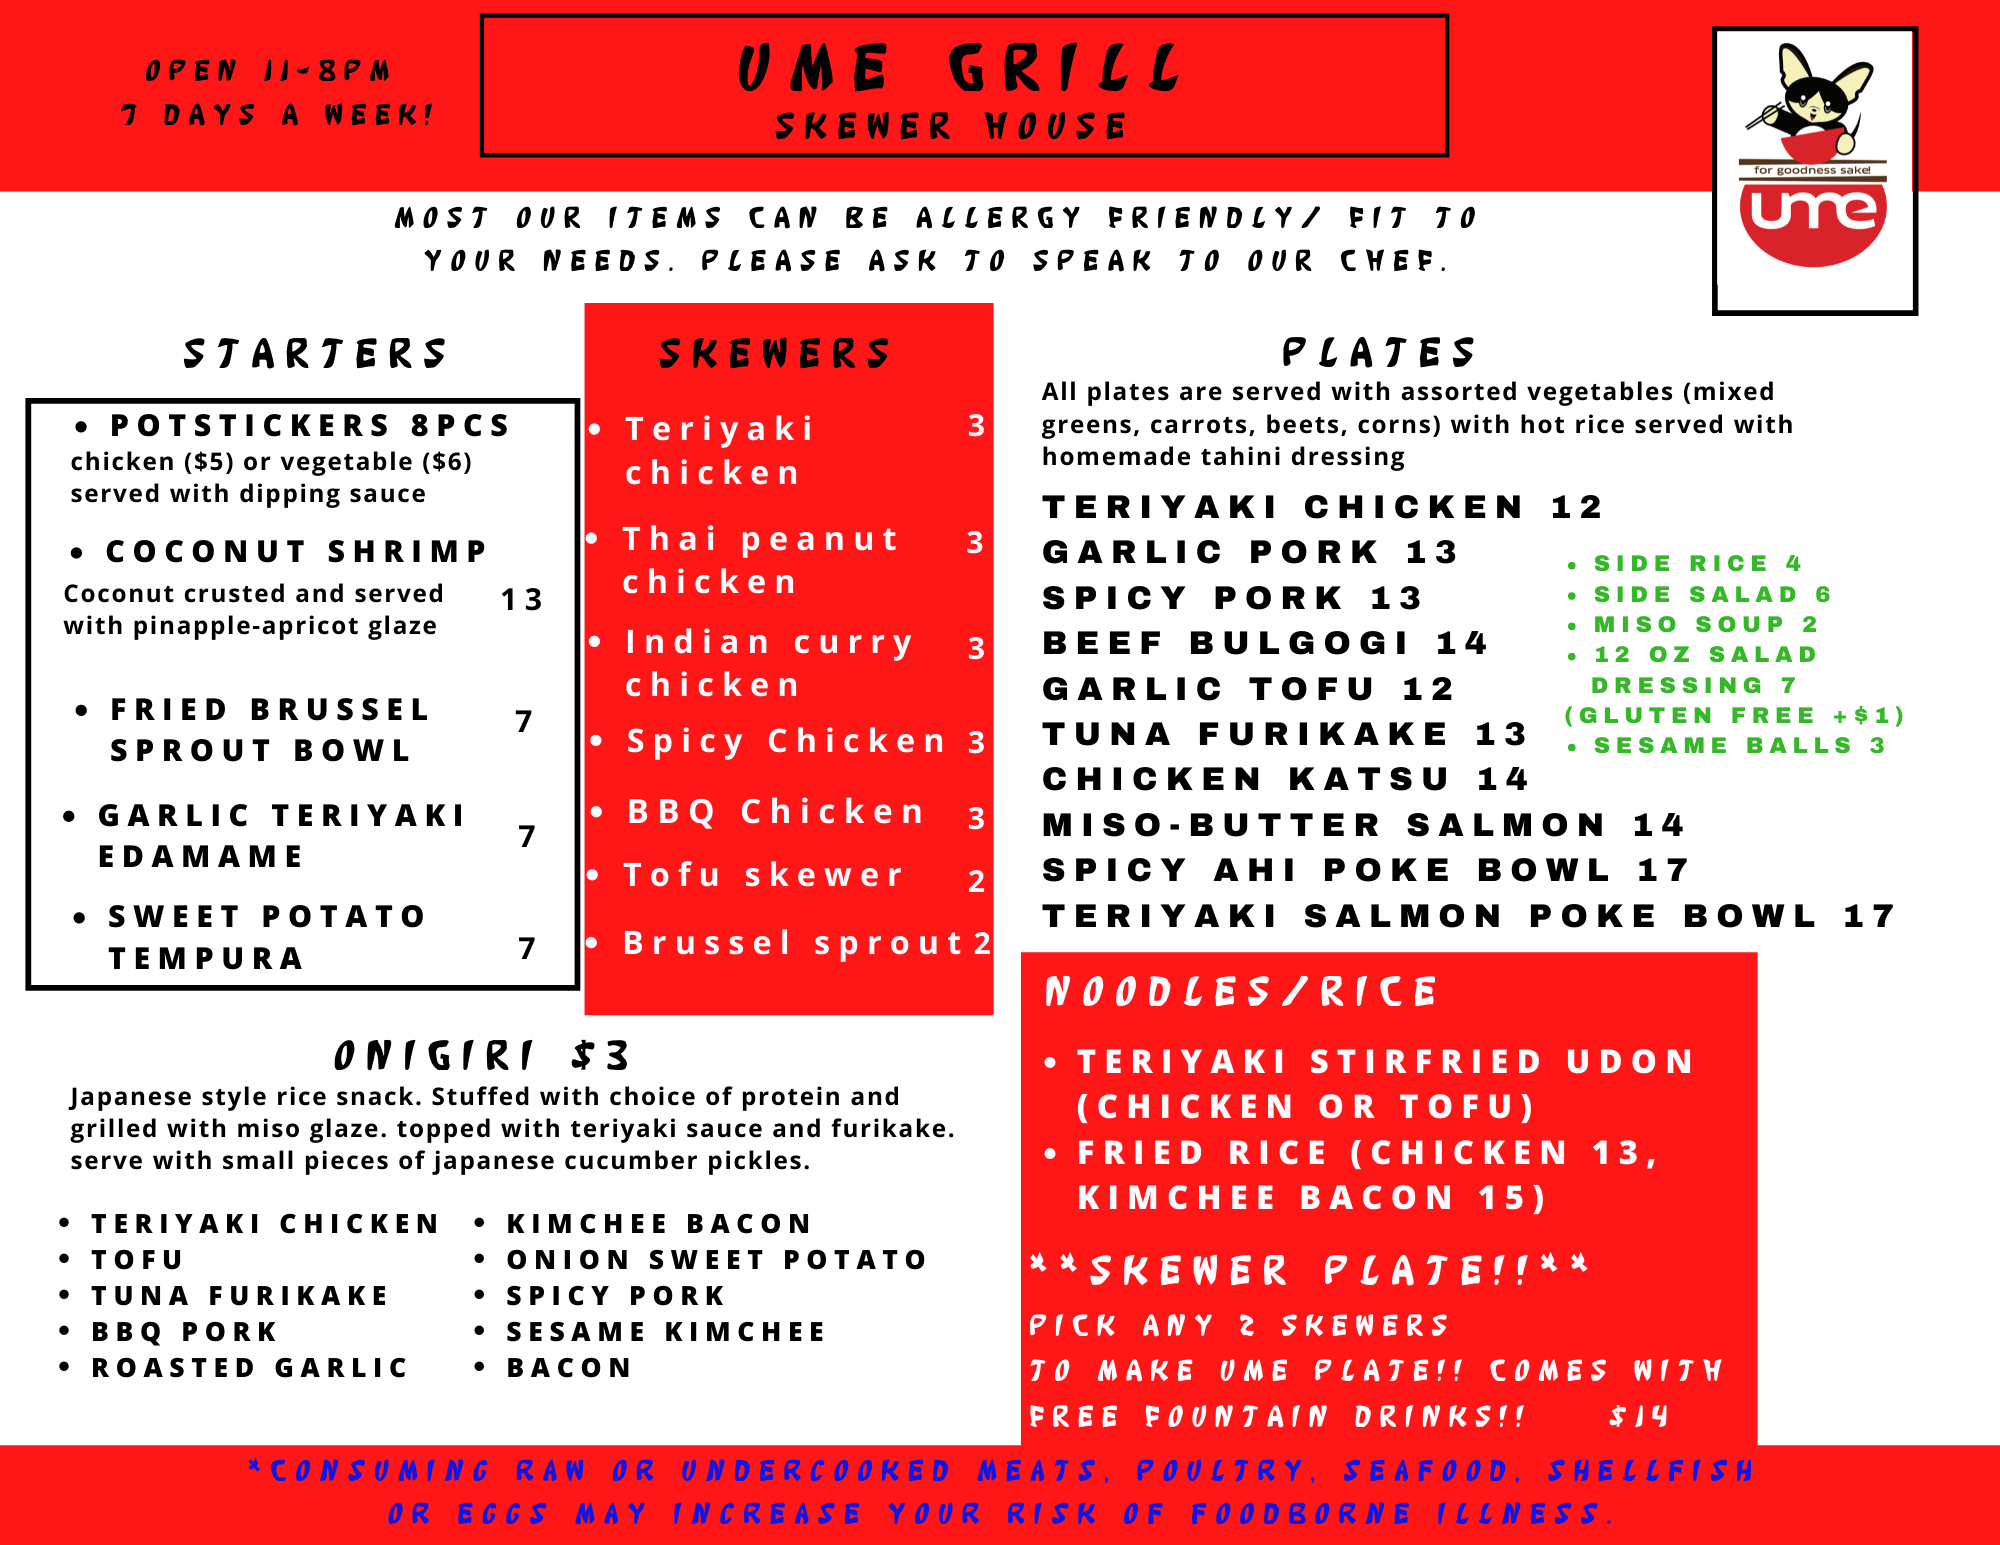 OPEN 11-8PM
7 DAYS A WEEK!
UME GRILL
SKEWER HOUSE
for goodness sake!
ume
MOST OUR ITEMS CAN BE ALLERGY FRIENDLY/ FIT TO
YOUR NEEDS. PLEASE ASK TO SPEAK TO OUR CHEF.
STARTERS
• POTSTICKERS 8PCS
chicken ($5) or vegetable ($6)
served with dipping sauce
• COCONUT SHRIMP
Coconut crusted and served 13
with pinapple-apricot glaze
• FRIED BRUSSEL 7
SPROUT BOWL
• GARLIC TERIYAKI 7
EDAMAME
• SWEET POTATO
TEMPURA 7
SKEWERS
• Teriyaki 3
chicken
• Thai peanut 3
chicken
• Indian curry 3
chicken
• Spicy Chicken 3
• BBQ Chicken 3
• Tofu skewer 2
• Brussel sprout 2
PLATES
All plates are served with assorted vegetables (mixed
greens, carrots, beets, corns) with hot rice served with
homemade tahini dressing
TERIYAKI CHICKEN 12
GARLIC PORK 13
SPICY PORK 13
BEEF BULGOGI 14
GARLIC TOFU 12
TUNA FURIKAKE 13
CHICKEN KATSU 14
MISO-BUTTER SALMON 14
SPICY AHI POKE BOWL 17
TERIYAKI SALMON POKE BOWL 17
• SIDE RICE 4
• SIDE SALAD 6
• MISO SOUP 2
• 12 OZ SALAD
DRESSING 7
(GLUTEN FREE +$1)
• SESAME BALLS 3
ONIGIRI $3
Japanese style rice snack. Stuffed with choice of protein and
grilled with miso glaze. topped with teriyaki sauce and furikake.
serve with small pieces of japanese cucumber pickles.
• TERIYAKI CHICKEN
• TOFU
• TUNA FURIKAKE
• BBQ PORK
• ROASTED GARLIC
• KIMCHEE BACON
• ONION SWEET POTATO
• SPICY PORK
• SESAME KIMCHEE
• BACON
NOODLES/RICE
• TERIYAKI STIRFRIED UDON
(CHICKEN OR TOFU)
• FRIED RICE (CHICKEN 13,
KIMCHEE BACON 15)
**SKEWER PLATE!!**
PICK ANY 2 SKEWERS
TO MAKE UME PLATE!! COMES WITH
FREE FOUNTAIN DRINKS!! $14
*CONSUMING RAW OR UNDERCOOKED MEATS, POULTRY, SEAFOOD, SHELLFISH
OR EGGS MAY INCREASE YOUR RISK OF FOODBORNE ILLNESS.